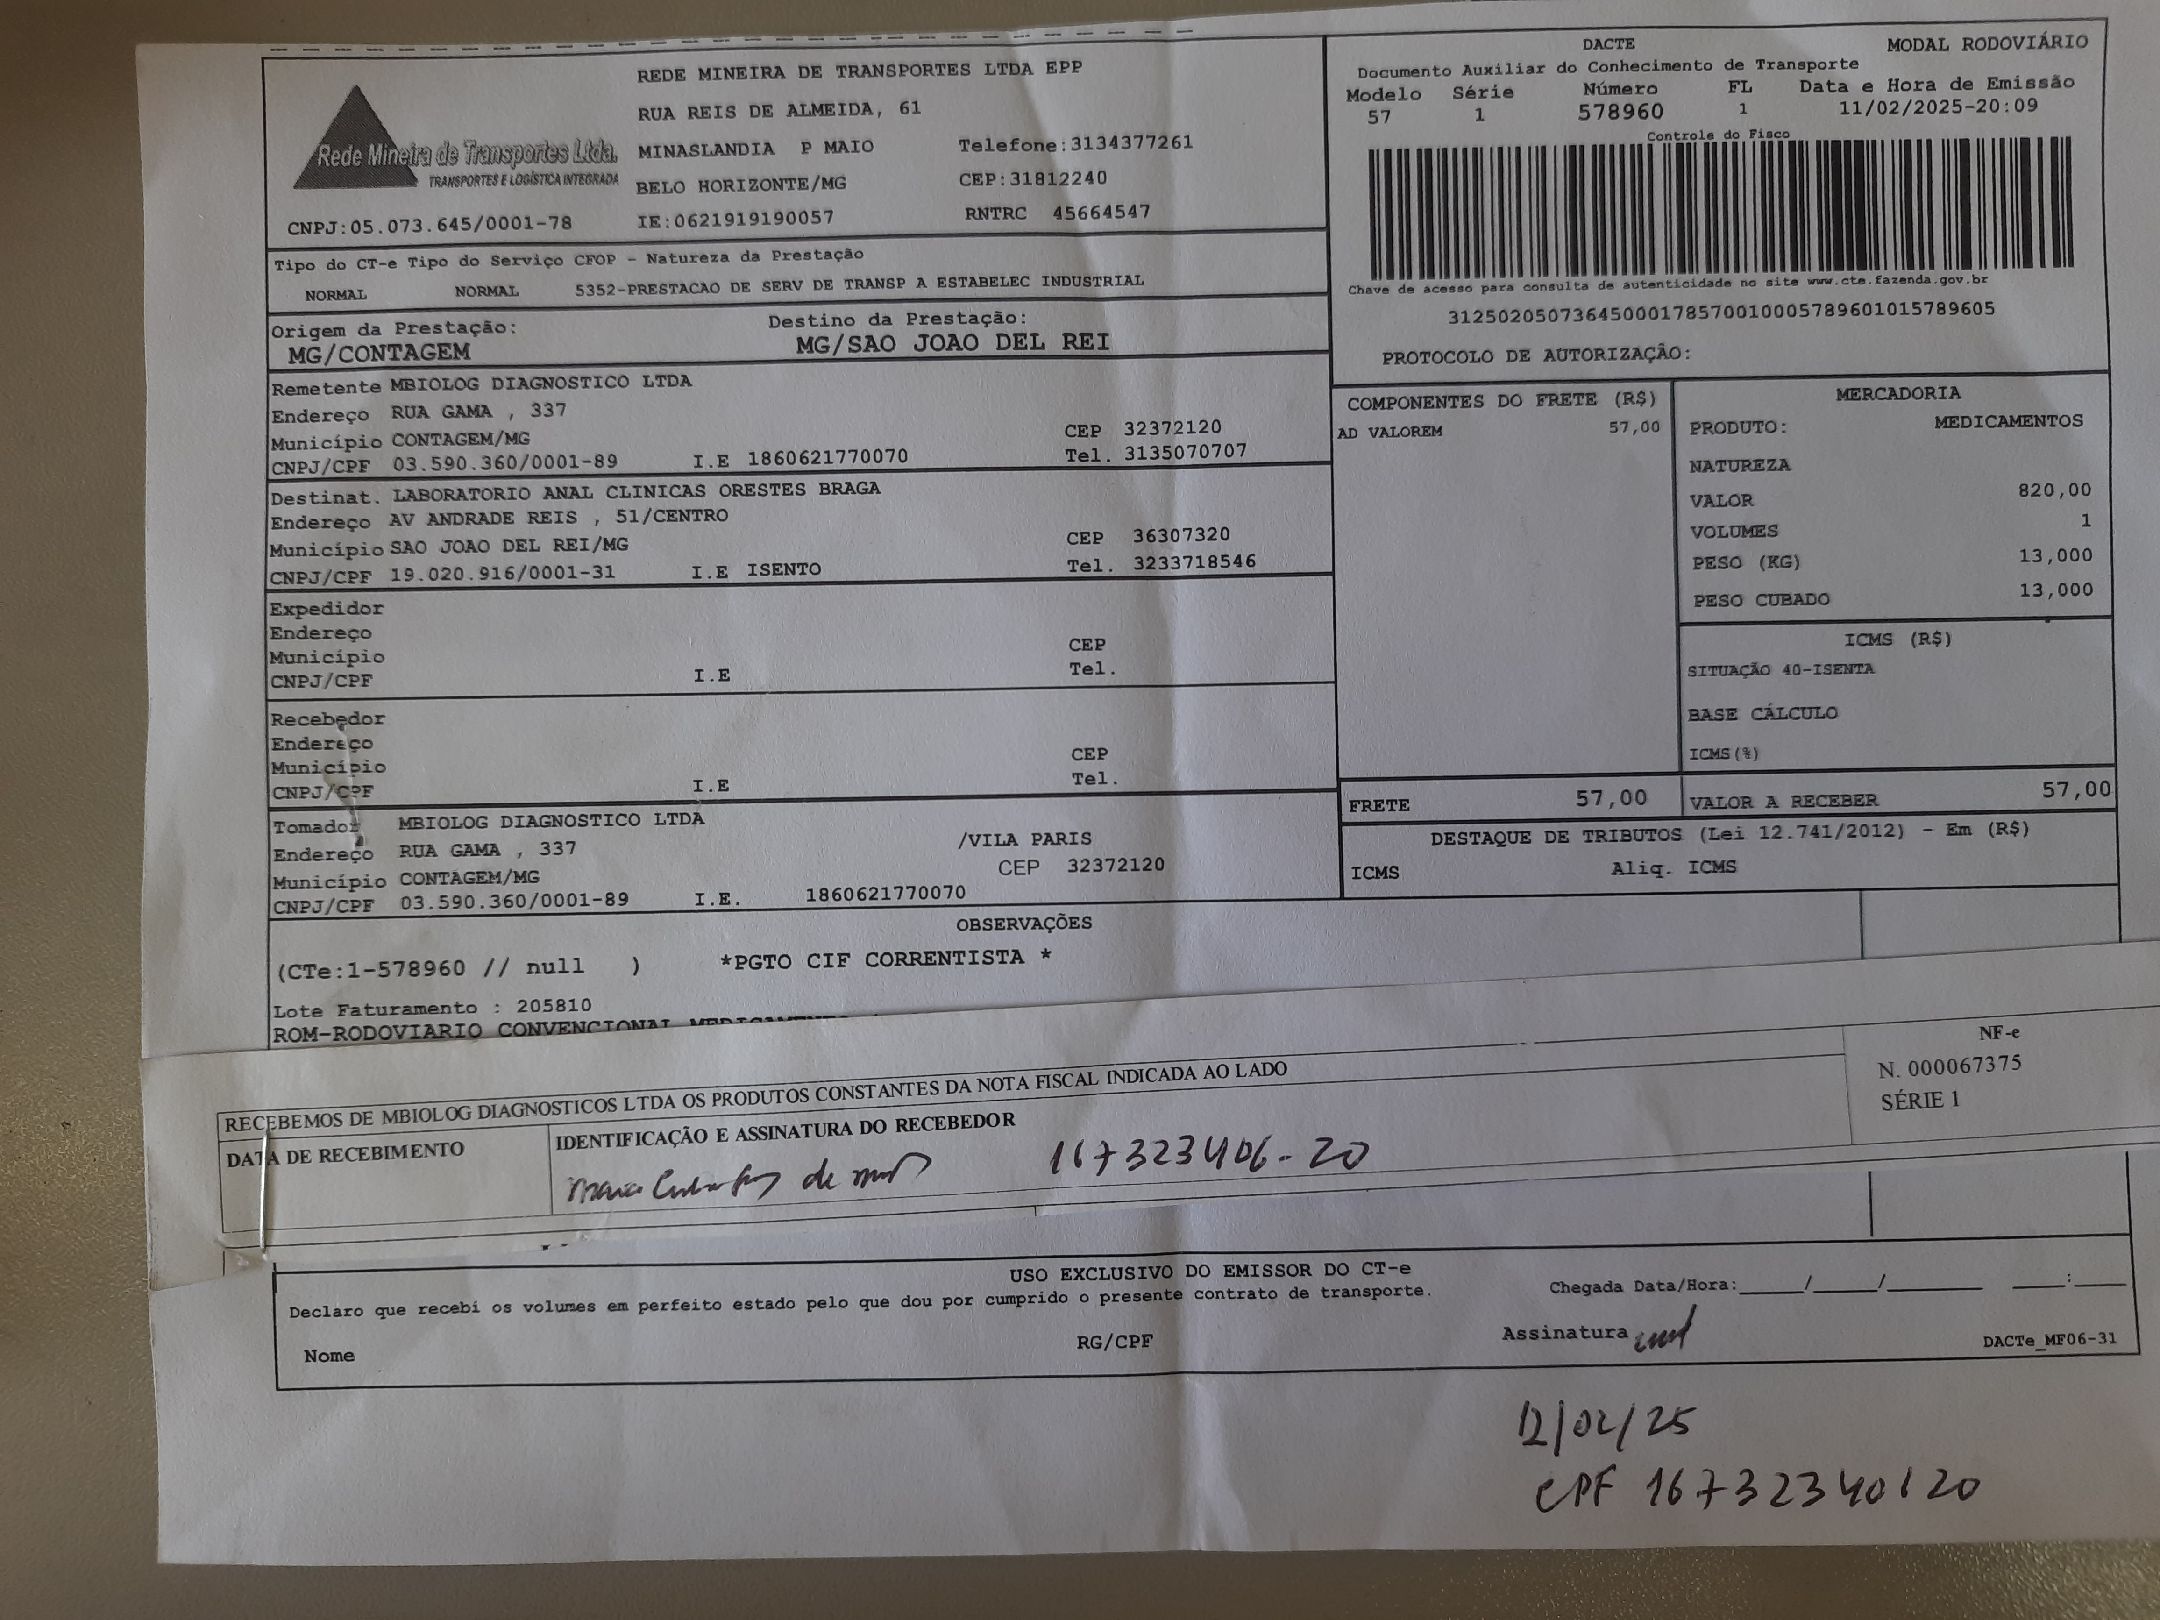 REDE MINEIRA DE TRANSPORTES LTDA EPP
RUA REIS DE ALMEIDA, 61
MINASLANDIA P MAIO Telefone:3134377261
BELO HORIZONTE/MG CEP:31812240
CNPJ:05.073.645/0001-78 IE:0621919190057 RNTRC 45664547
Rede Mineira de Transportes Ltda.
TRANSPORTES E LOGÍSTICA INTEGRADA
DACTE MODAL RODOVIÁRIO
Documento Auxiliar do Conhecimento de Transporte
Modelo Série Número FL Data e Hora de Emissão
57 1 578960 1 11/02/2025-20:09
Controle do Fisco
Chave de acesso para consulta de autenticidade no site www.cte.fazenda.gov.br
31250205073645000178570010005789601015789605
PROTOCOLO DE AUTORIZAÇÃO:
Tipo do CT-e Tipo do Serviço CFOP - Natureza da Prestação
NORMAL NORMAL 5352-PRESTACAO DE SERV DE TRANSP A ESTABELEC INDUSTRIAL
Origem da Prestação: Destino da Prestação:
MG/CONTAGEM MG/SAO JOAO DEL REI
Remetente MBIOLOG DIAGNOSTICO LTDA
Endereço RUA GAMA , 337
Município CONTAGEM/MG CEP 32372120
CNPJ/CPF 03.590.360/0001-89 I.E 1860621770070 Tel. 3135070707
Destinat. LABORATORIO ANAL CLINICAS ORESTES BRAGA
Endereço AV ANDRADE REIS , 51/CENTRO
Município SAO JOAO DEL REI/MG CEP 36307320
CNPJ/CPF 19.020.916/0001-31 I.E ISENTO Tel. 3233718546
Expedidor
Endereço
Município CEP
CNPJ/CPF I.E Tel.
Recebedor
Endereço
Município CEP
CNPJ/CPF I.E Tel.
Tomador MBIOLOG DIAGNOSTICO LTDA
Endereço RUA GAMA , 337 /VILA PARIS
Município CONTAGEM/MG CEP 32372120
CNPJ/CPF 03.590.360/0001-89 I.E. 1860621770070
COMPONENTES DO FRETE (R$)
AD VALOREM 57,00
MERCADORIA
PRODUTO: MEDICAMENTOS
NATUREZA
VALOR 820,00
VOLUMES 1
PESO (KG) 13,000
PESO CUBADO 13,000
ICMS (R$)
SITUAÇÃO 40-ISENTA
BASE CÁLCULO
ICMS(%)
FRETE 57,00 VALOR A RECEBER 57,00
DESTAQUE DE TRIBUTOS (Lei 12.741/2012) - Em (R$)
ICMS Aliq. ICMS
OBSERVAÇÕES
(CTe:1-578960 // null ) *PGTO CIF CORRENTISTA *
Lote Faturamento : 205810
ROM-RODOVIARIO CONVENCIONAL
RECEBEMOS DE MBIOLOG DIAGNOSTICOS LTDA OS PRODUTOS CONSTANTES DA NOTA FISCAL INDICADA AO LADO
NF-e
N. 000067375
SÉRIE 1
DATA DE RECEBIMENTO IDENTIFICAÇÃO E ASSINATURA DO RECEBEDOR
167323406-20
USO EXCLUSIVO DO EMISSOR DO CT-e
Declaro que recebi os volumes em perfeito estado pelo que dou por cumprido o presente contrato de transporte.
Chegada Data/Hora:_____/_____/_______ ____:____
Nome RG/CPF Assinatura
DACTe_MF06-31
12/02/25
CPF